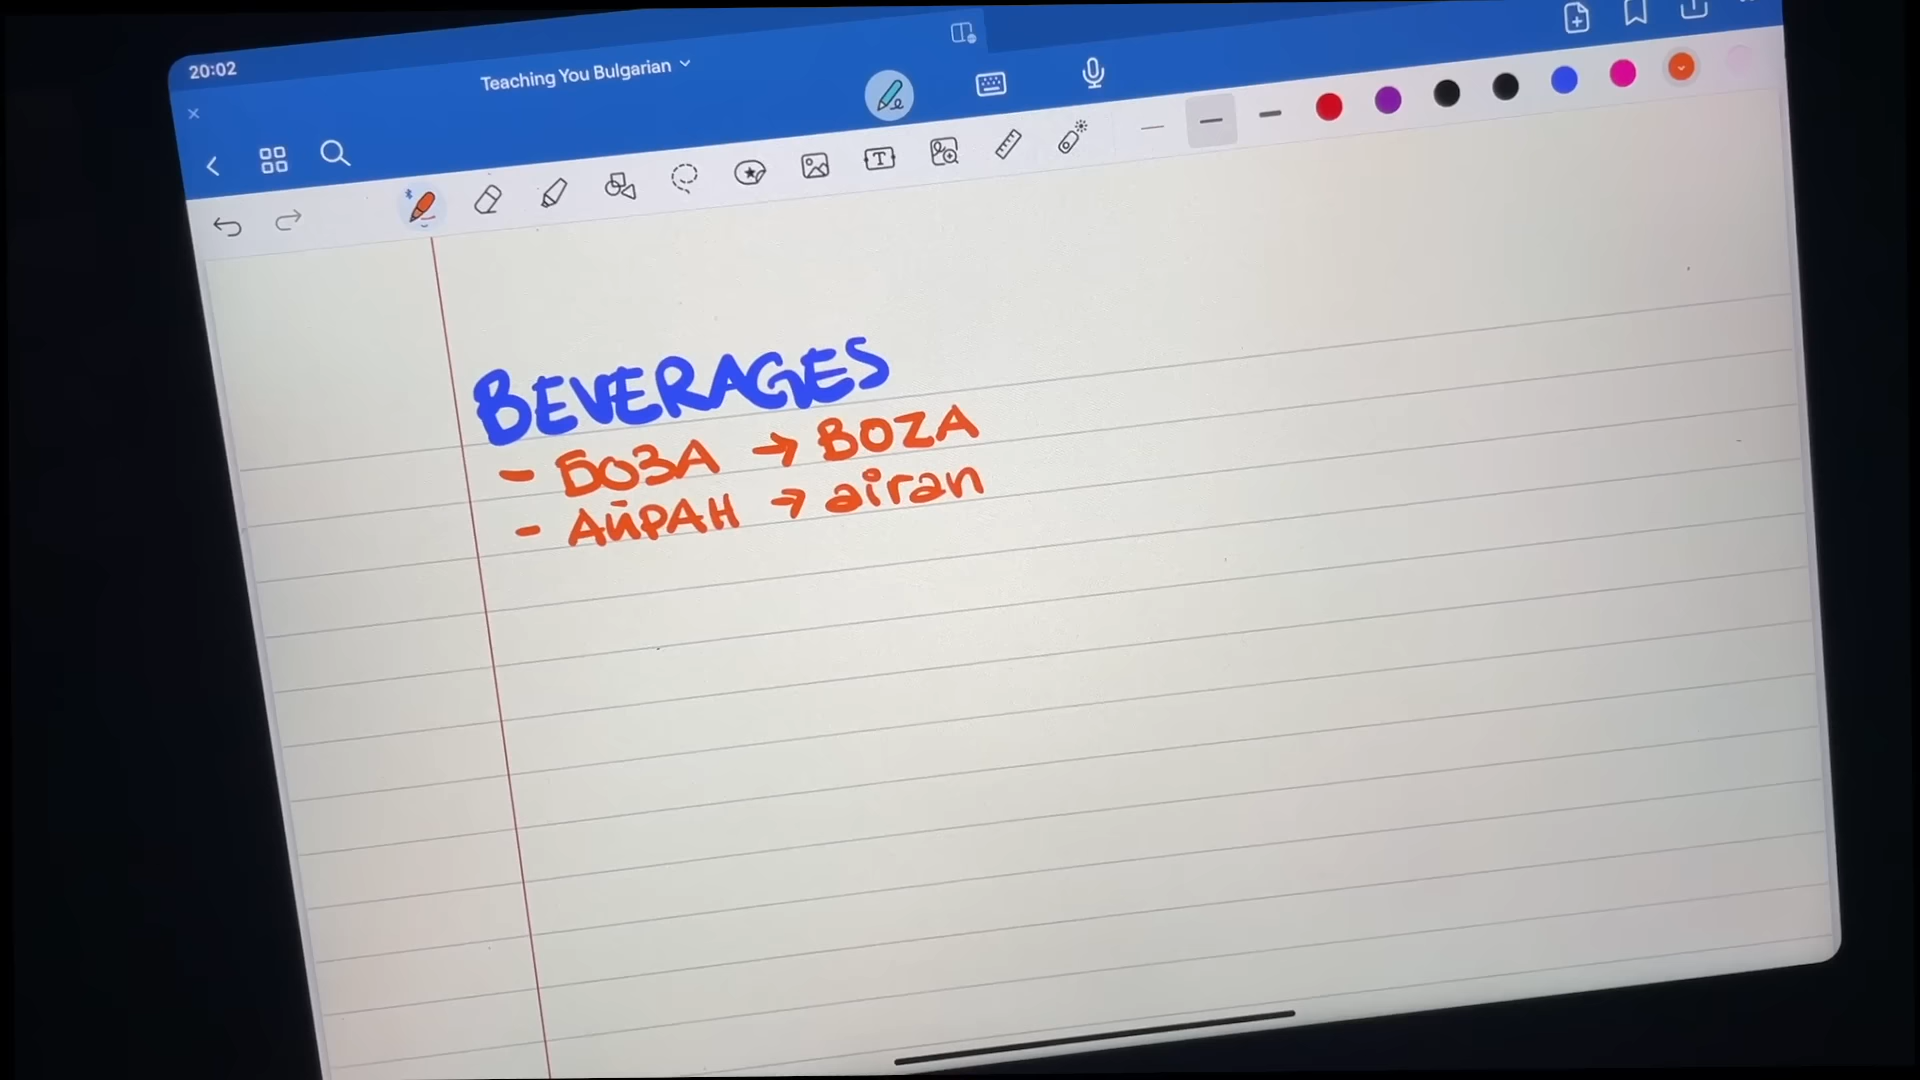 20:02
Teaching You Bulgarian
BEVERAGES
- БОЗА → BOZA
- АЙРАН → airan